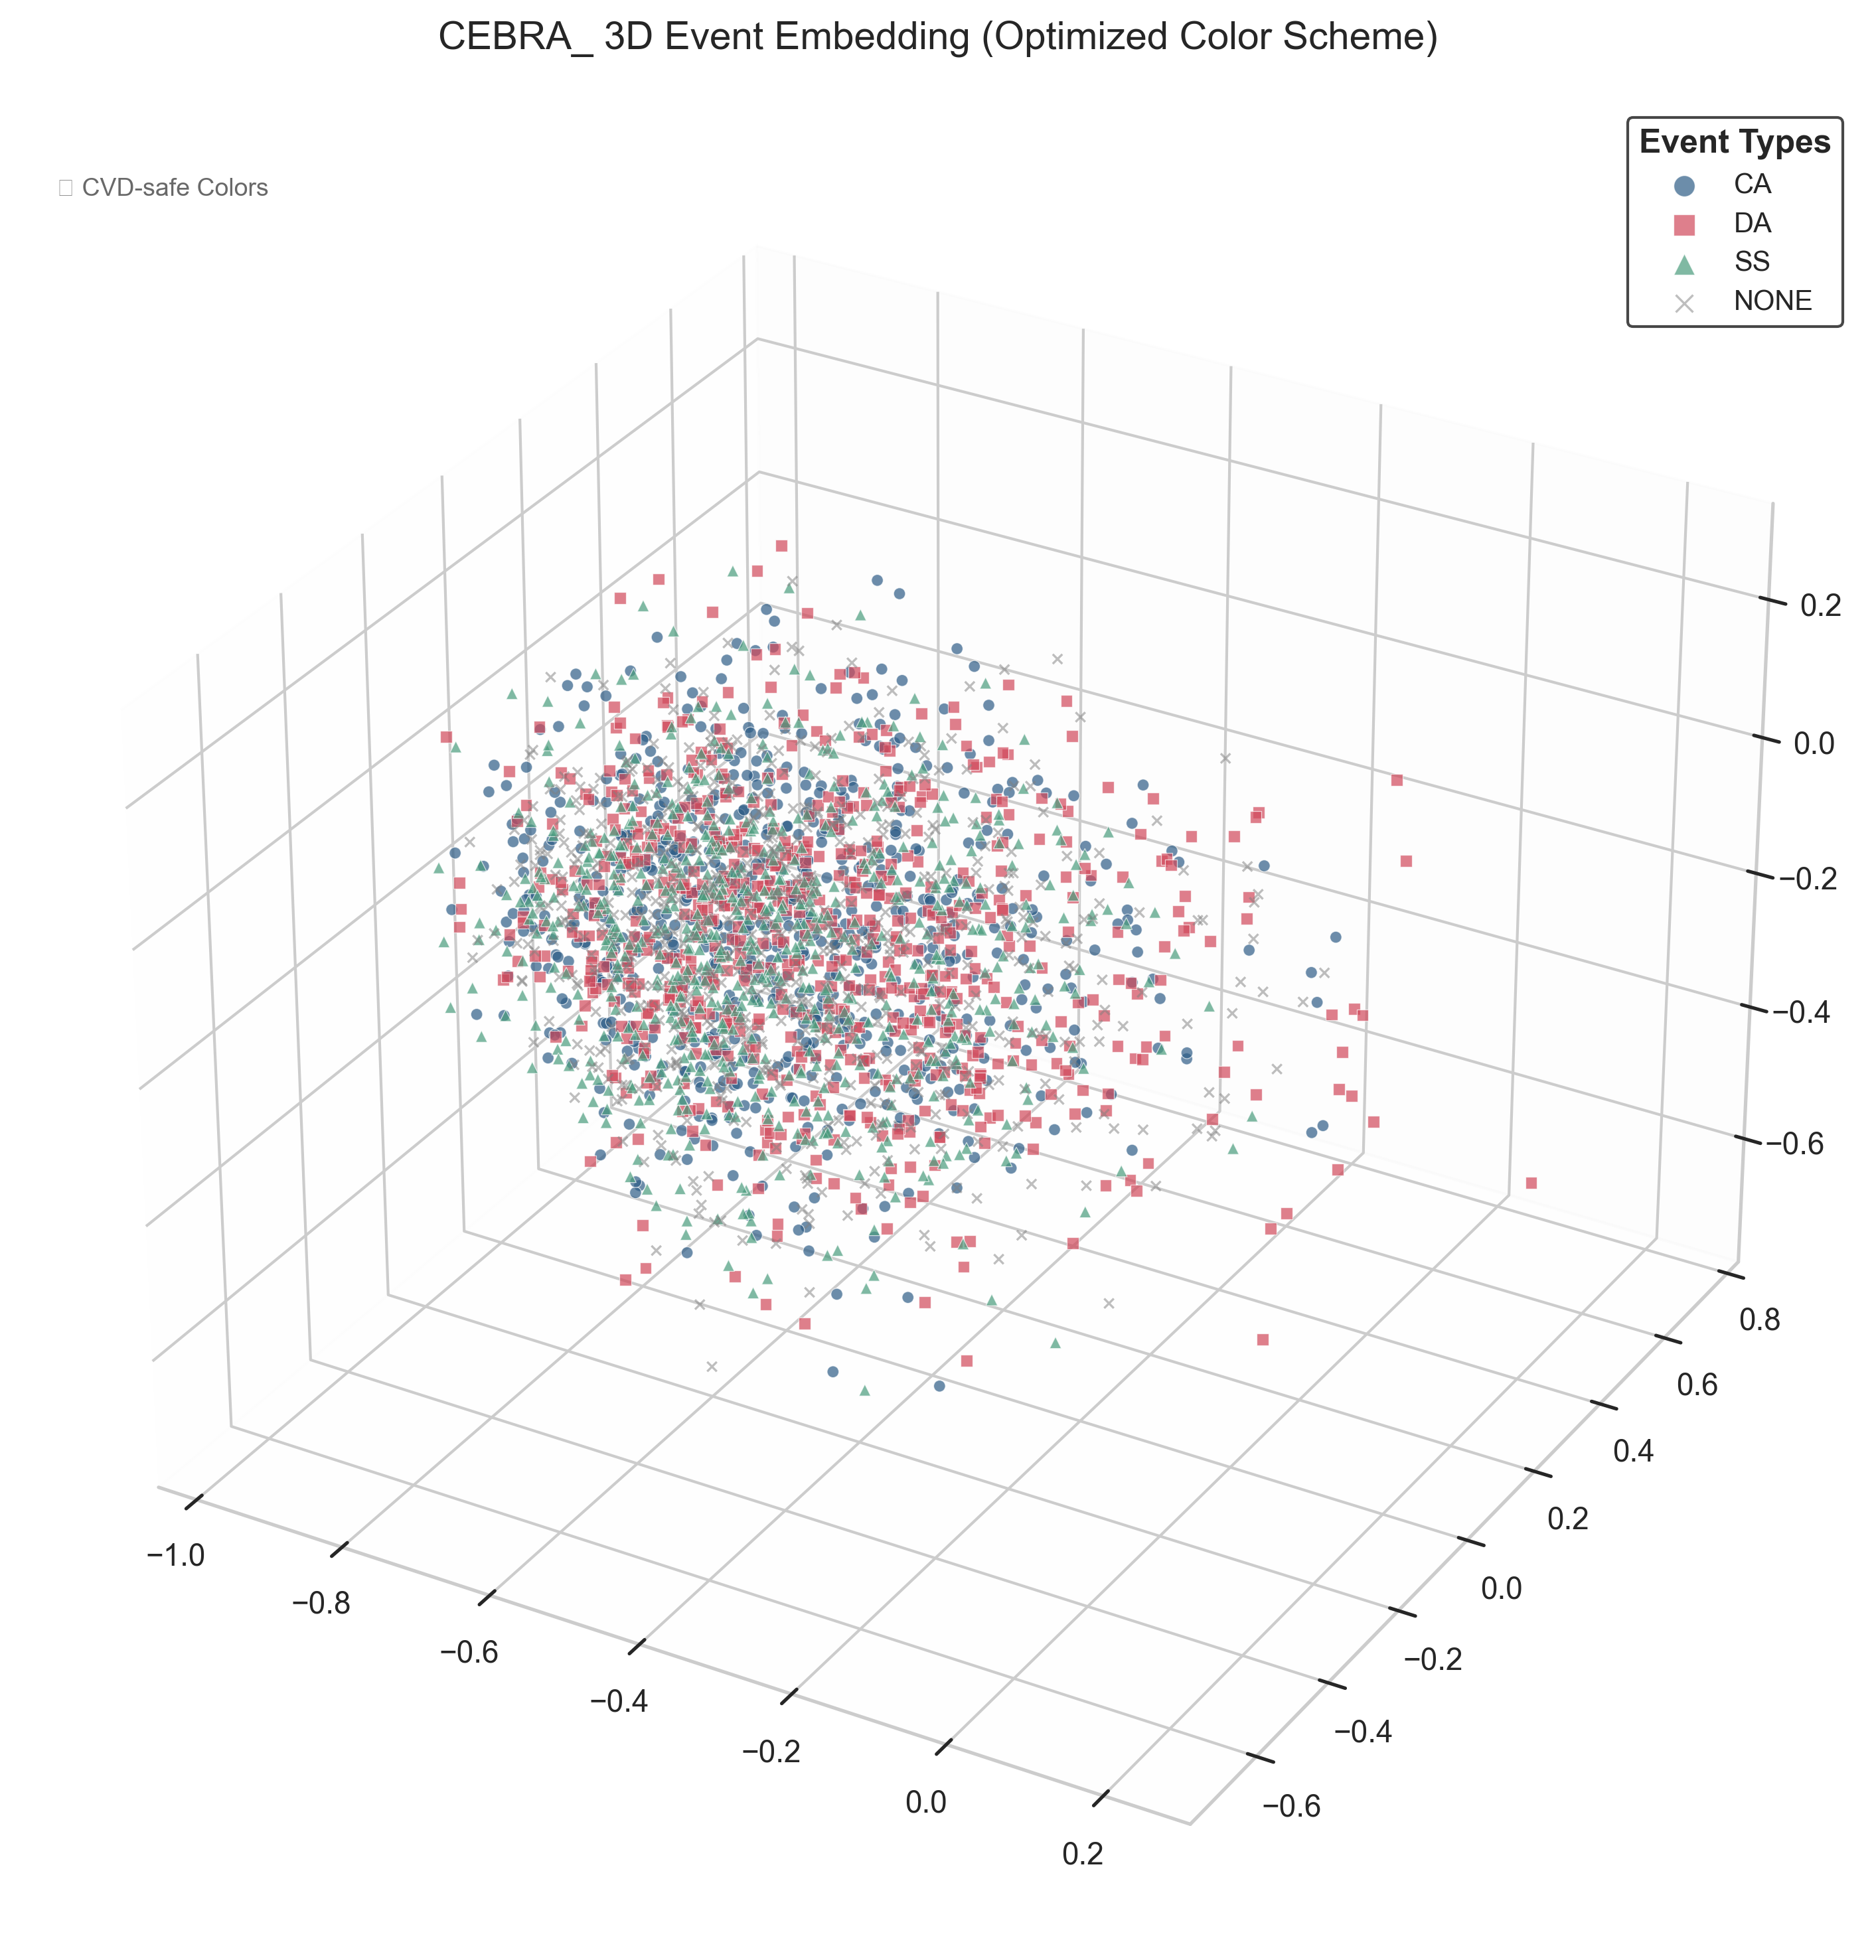 CEBRA_ 3D Event Embedding (Optimized Color Scheme)
▯ CVD-safe Colors
Event Types
CA
DA
SS
NONE
0.2
0.0
−0.2
−0.4
−0.6
0.8
0.6
0.4
0.2
0.0
−0.2
−0.4
−0.6
−1.0
−0.8
−0.6
−0.4
−0.2
0.0
0.2